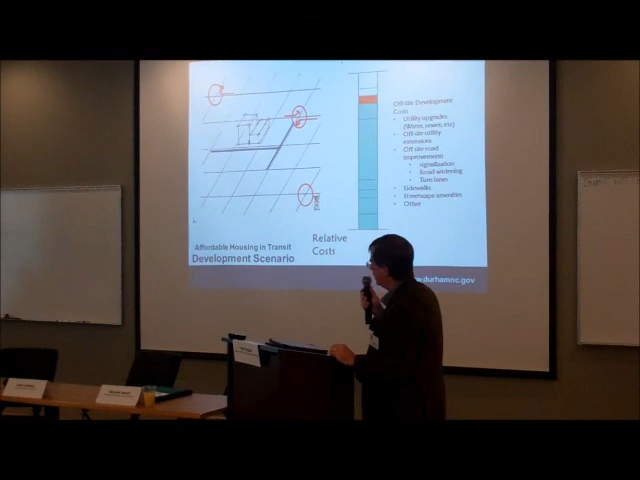 Off-Site Development
Costs
• Utility upgrades
(Water, sewer, etc)
• Off-site utility
extensions
• Off site road
improvements
• signalization
• Road widening
• Turn lanes
• Sidewalks
• Streetscape amenities
• Other
Affordable Housing in Transit
Development Scenario
Relative
Costs
w.durhamnc.gov